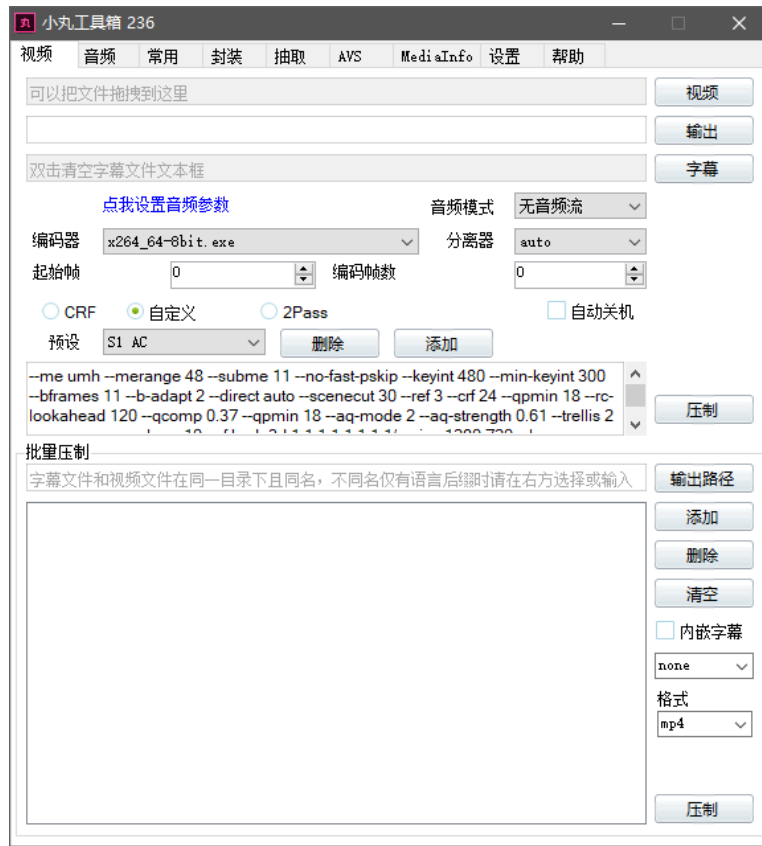 丸 小丸工具箱 236
视频 音频 常用 封装 抽取 AVS MediaInfo 设置 帮助
可以把文件拖拽到这里 视频
输出
双击清空字幕文件文本框 字幕
点我设置音频参数 音频模式 无音频流
编码器 x264_64-8bit.exe 分离器 auto
起始帧 0 编码帧数 0
CRF 自定义 2Pass 自动关机
预设 S1 AC 删除 添加
--me umh --merange 48 --subme 11 --no-fast-pskip --keyint 480 --min-keyint 300
--bframes 11 --b-adapt 2 --direct auto --scenecut 30 --ref 3 --crf 24 --qpmin 18 --rc-
lookahead 120 --qcomp 0.37 --qpmin 18 --aq-mode 2 --aq-strength 0.61 --trellis 2
压制
批量压制
字幕文件和视频文件在同一目录下且同名，不同名仅有语言后缀时请在右方选择或输入 输出路径
添加
删除
清空
内嵌字幕
none
格式
mp4
压制